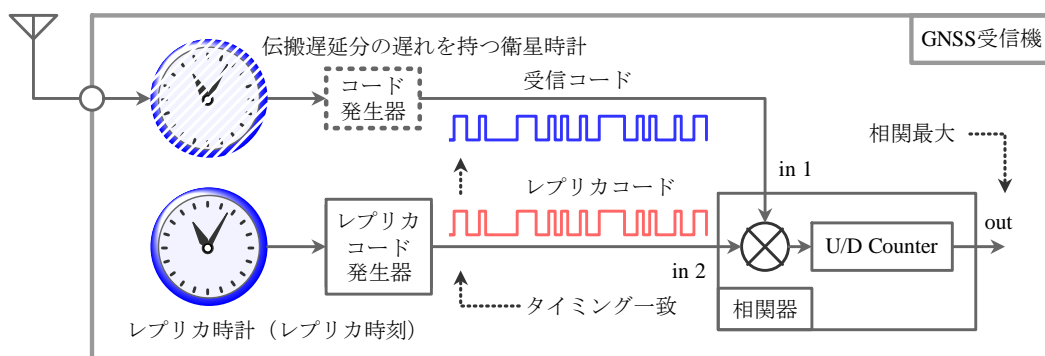 GNSS受信機
伝搬遅延分の遅れを持つ衛星時計
コード
発生器
受信コード
相関最大
in 1
レプリカコード
レプリカ
コード
発生器
in 2
U/D Counter
out
タイミング一致
相関器
レプリカ時計（レプリカ時刻）